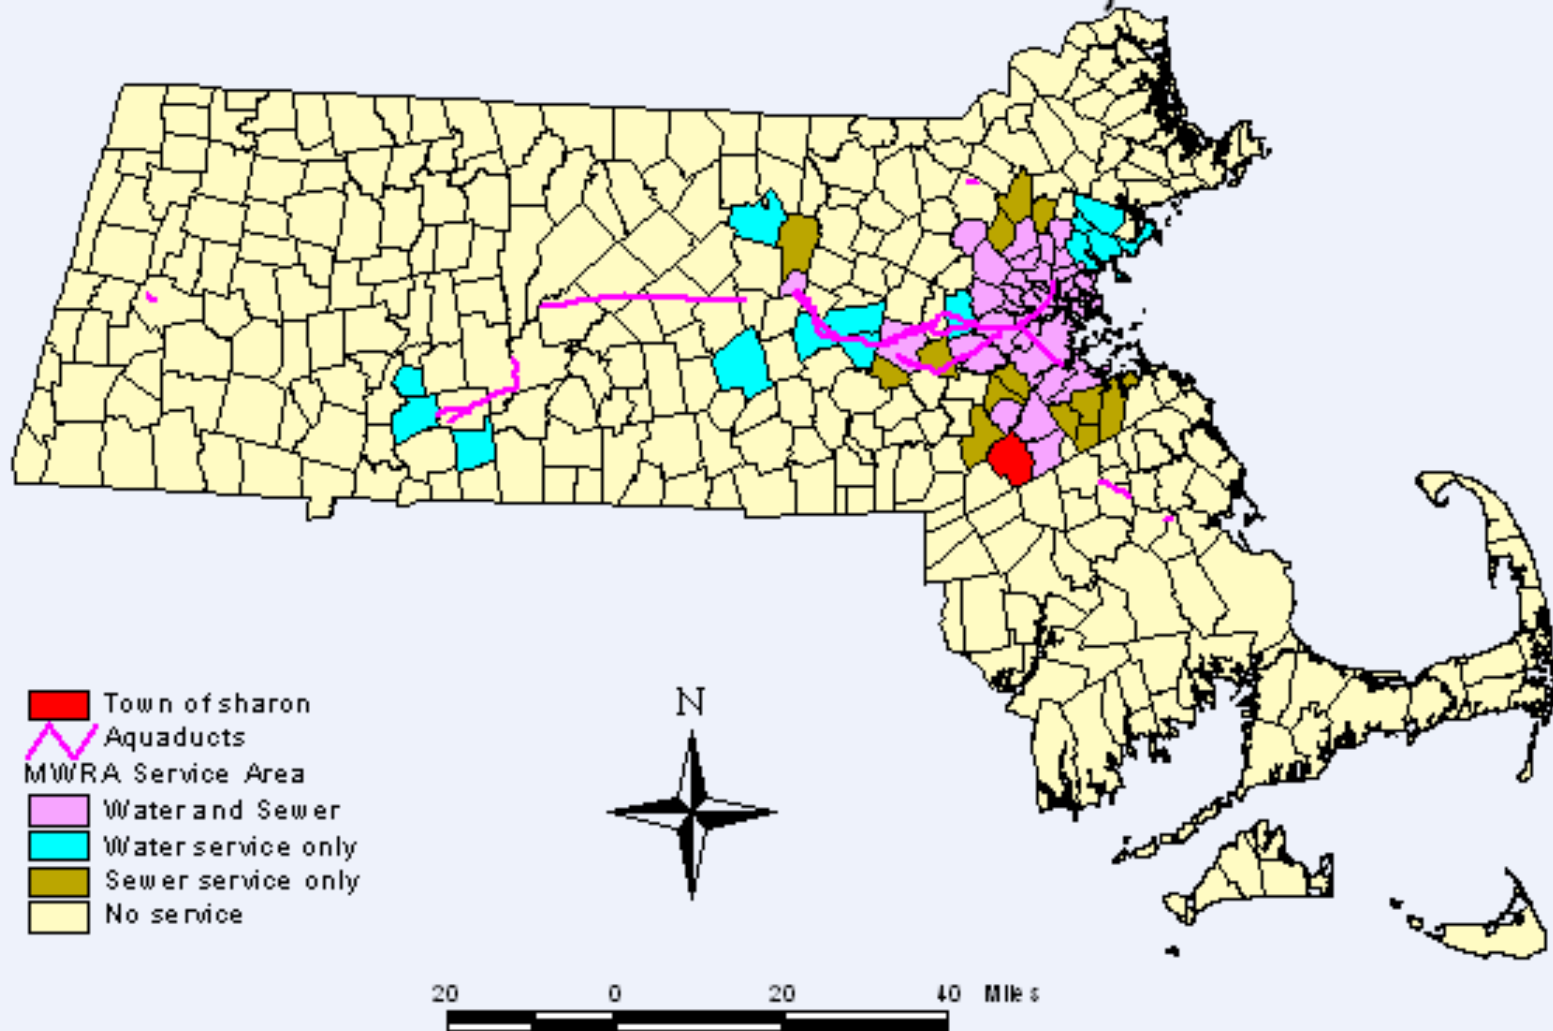 Town of sharon
Aquaducts
MWRA Service Area
Water and Sewer
Water service only
Sewer service only
No service
N
20 0 20 40 Miles